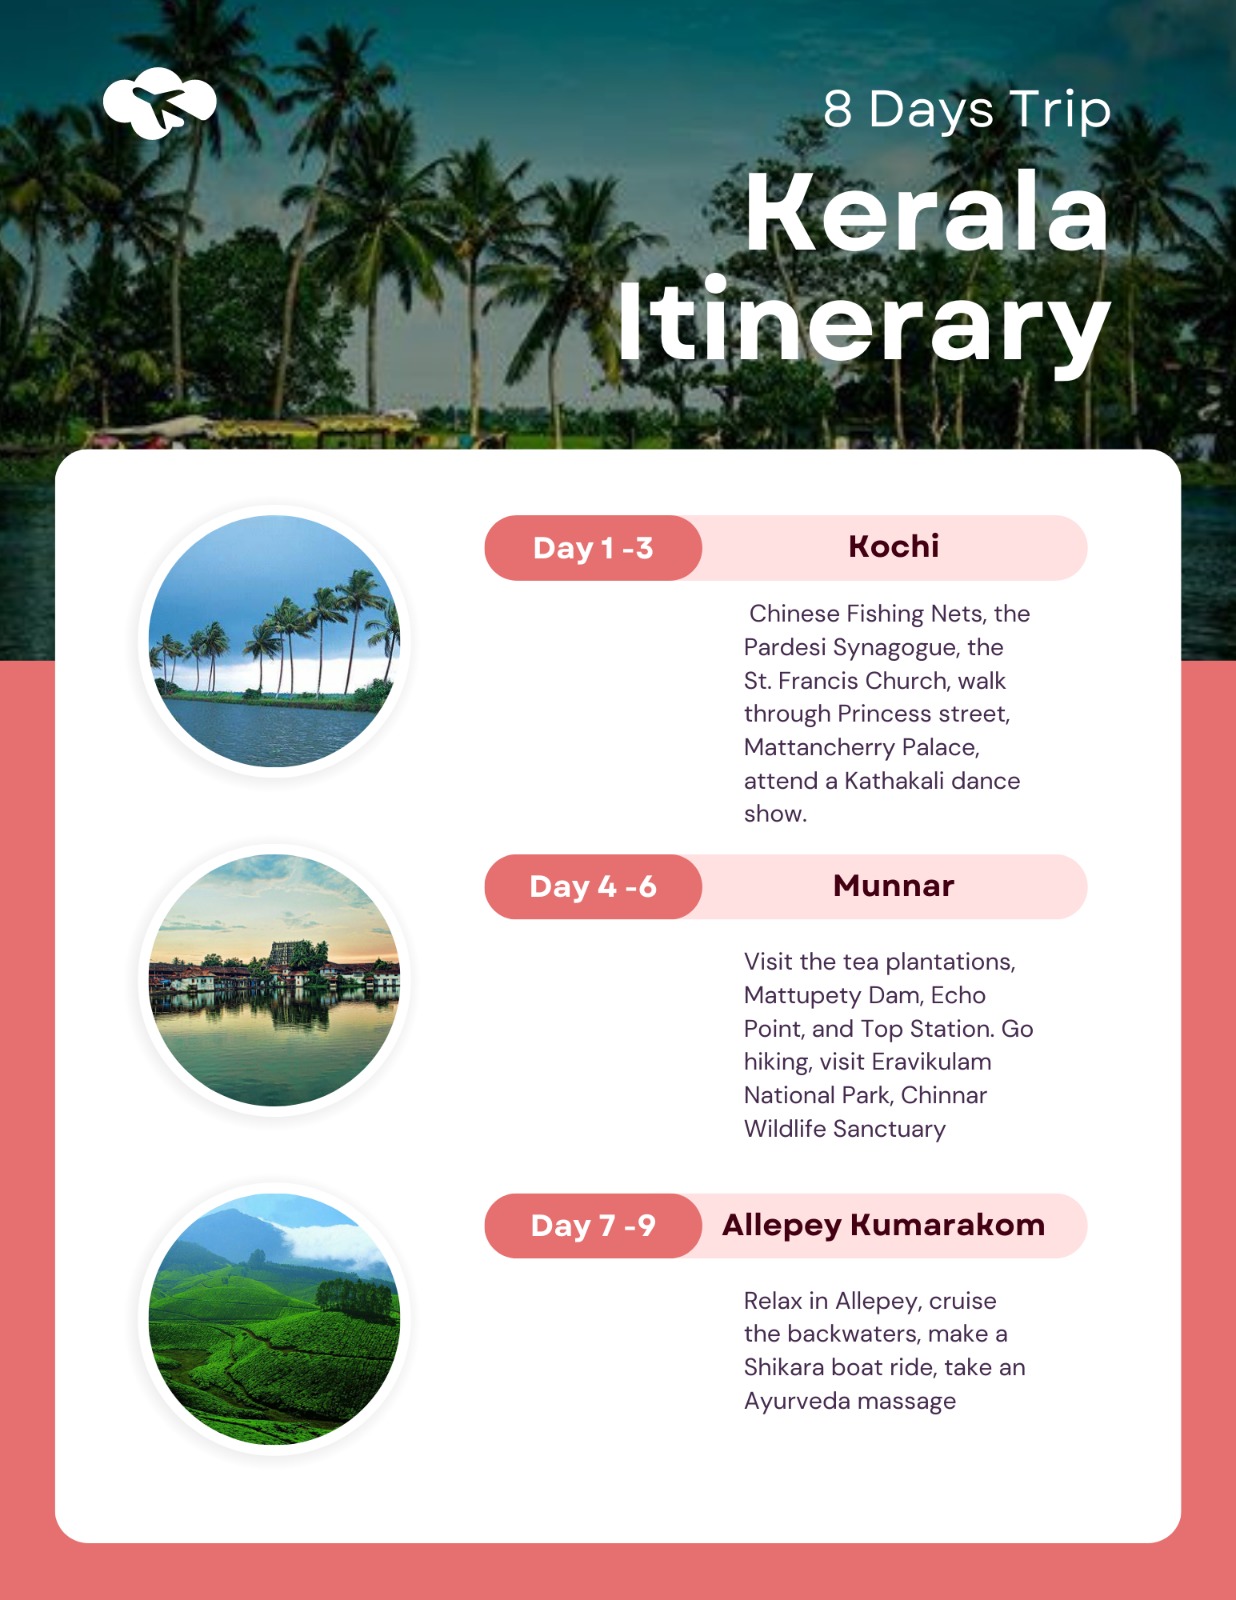 8 Days Trip
Kerala
Itinerary
Day 1 -3
Kochi
Chinese Fishing Nets, the
Pardesi Synagogue, the
St. Francis Church, walk
through Princess street,
Mattancherry Palace,
attend a Kathakali dance
show.
Day 4 -6
Munnar
Visit the tea plantations,
Mattupety Dam, Echo
Point, and Top Station. Go
hiking, visit Eravikulam
National Park, Chinnar
Wildlife Sanctuary
Day 7 -9
Allepey Kumarakom
Relax in Allepey, cruise
the backwaters, make a
Shikara boat ride, take an
Ayurveda massage